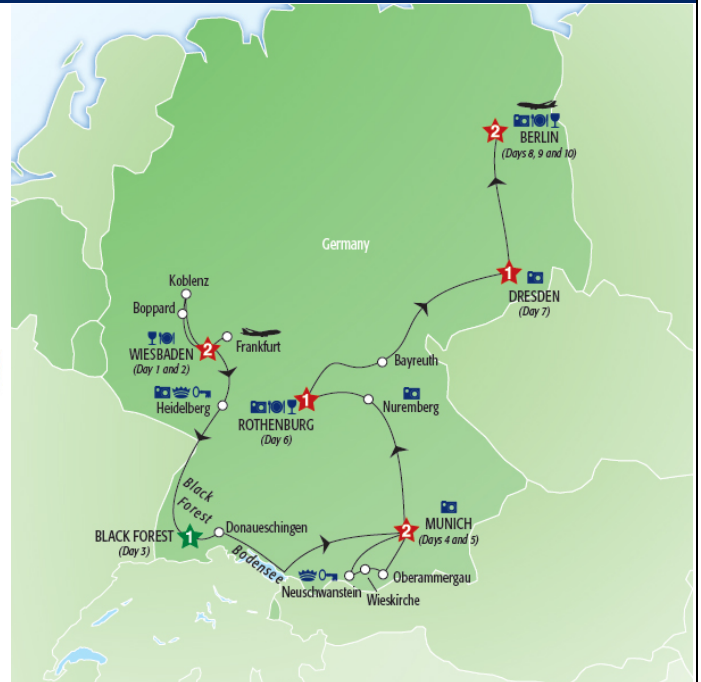 2
BERLIN
(Days 8, 9 and 10)
Germany
1
DRESDEN
(Day 7)
Koblenz
Boppard
2
WIESBADEN
(Day 1 and 2)
Frankfurt
Bayreuth
Heidelberg
1
ROTHENBURG
(Day 6)
Nuremberg
Black
Forest
1
BLACK FOREST
(Day 3)
Donaueschingen
Bodensee
2
MUNICH
(Days 4 and 5)
Neuschwanstein
Wieskirche
Oberammergau